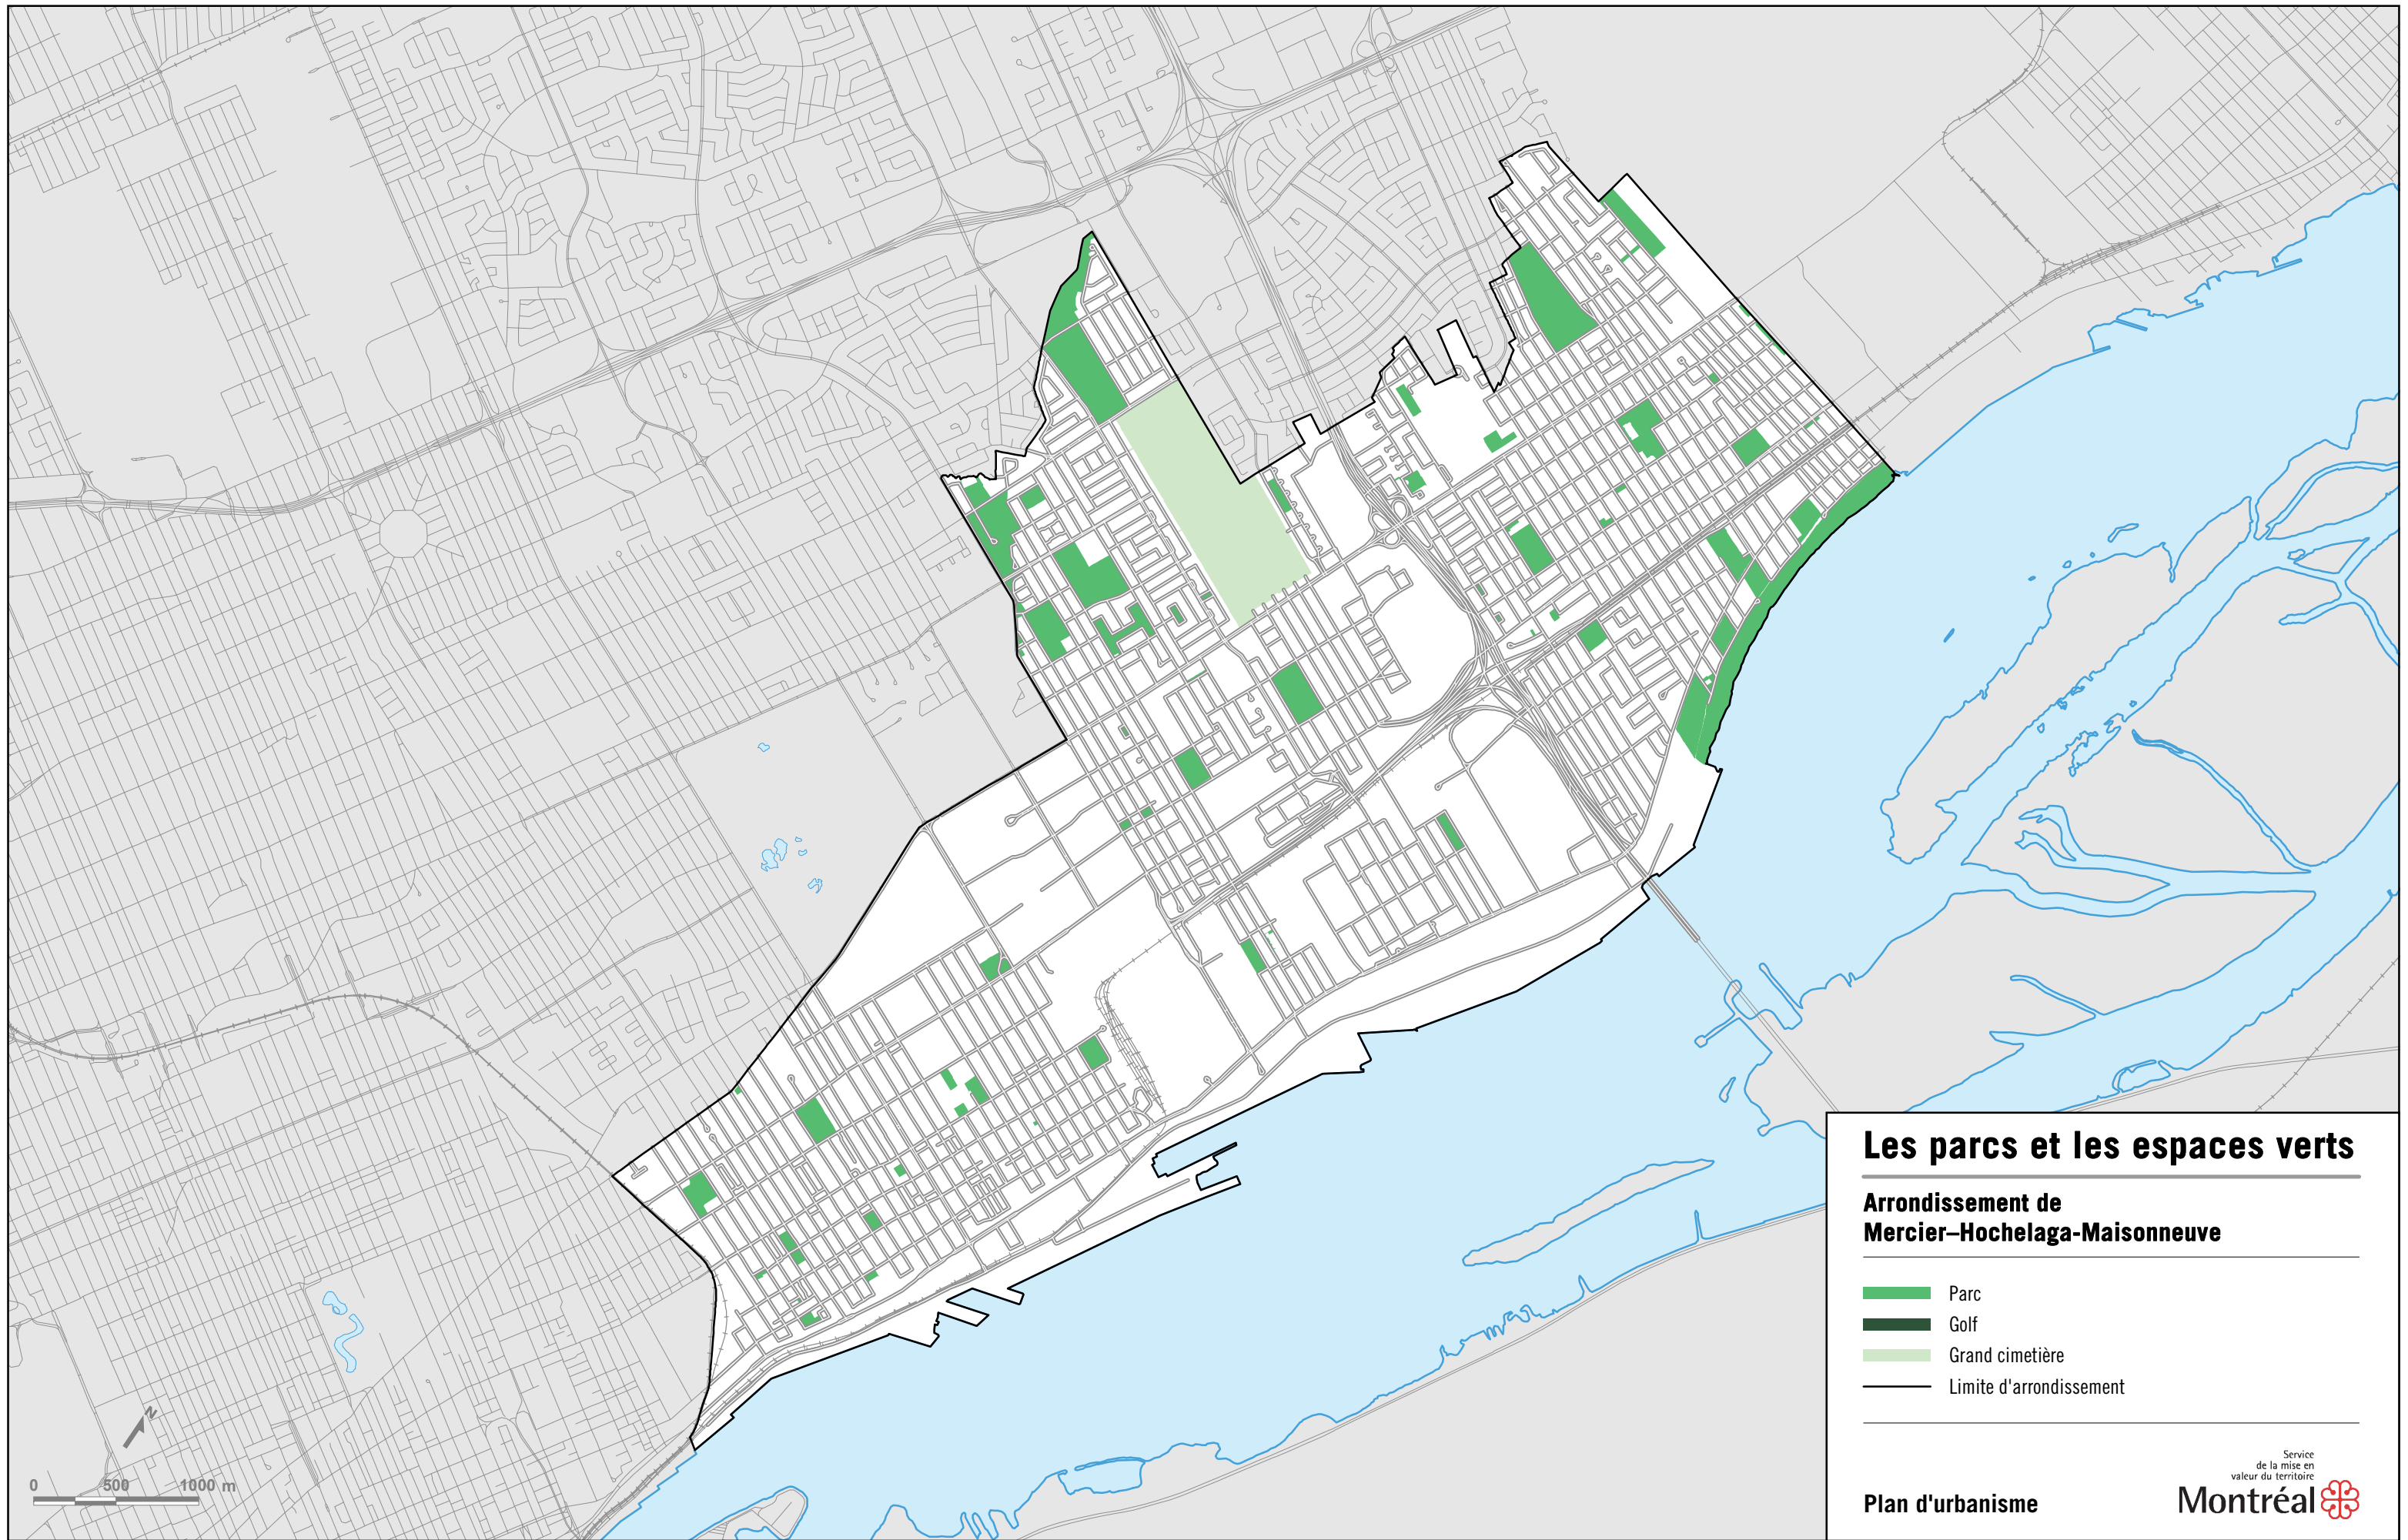 Les parcs et les espaces verts
Arrondissement de
Mercier–Hochelaga-Maisonneuve
Parc
Golf
Grand cimetière
Limite d'arrondissement
Service
de la mise en
valeur du territoire
Plan d'urbanisme
Montréal
N
0 500 1000 m